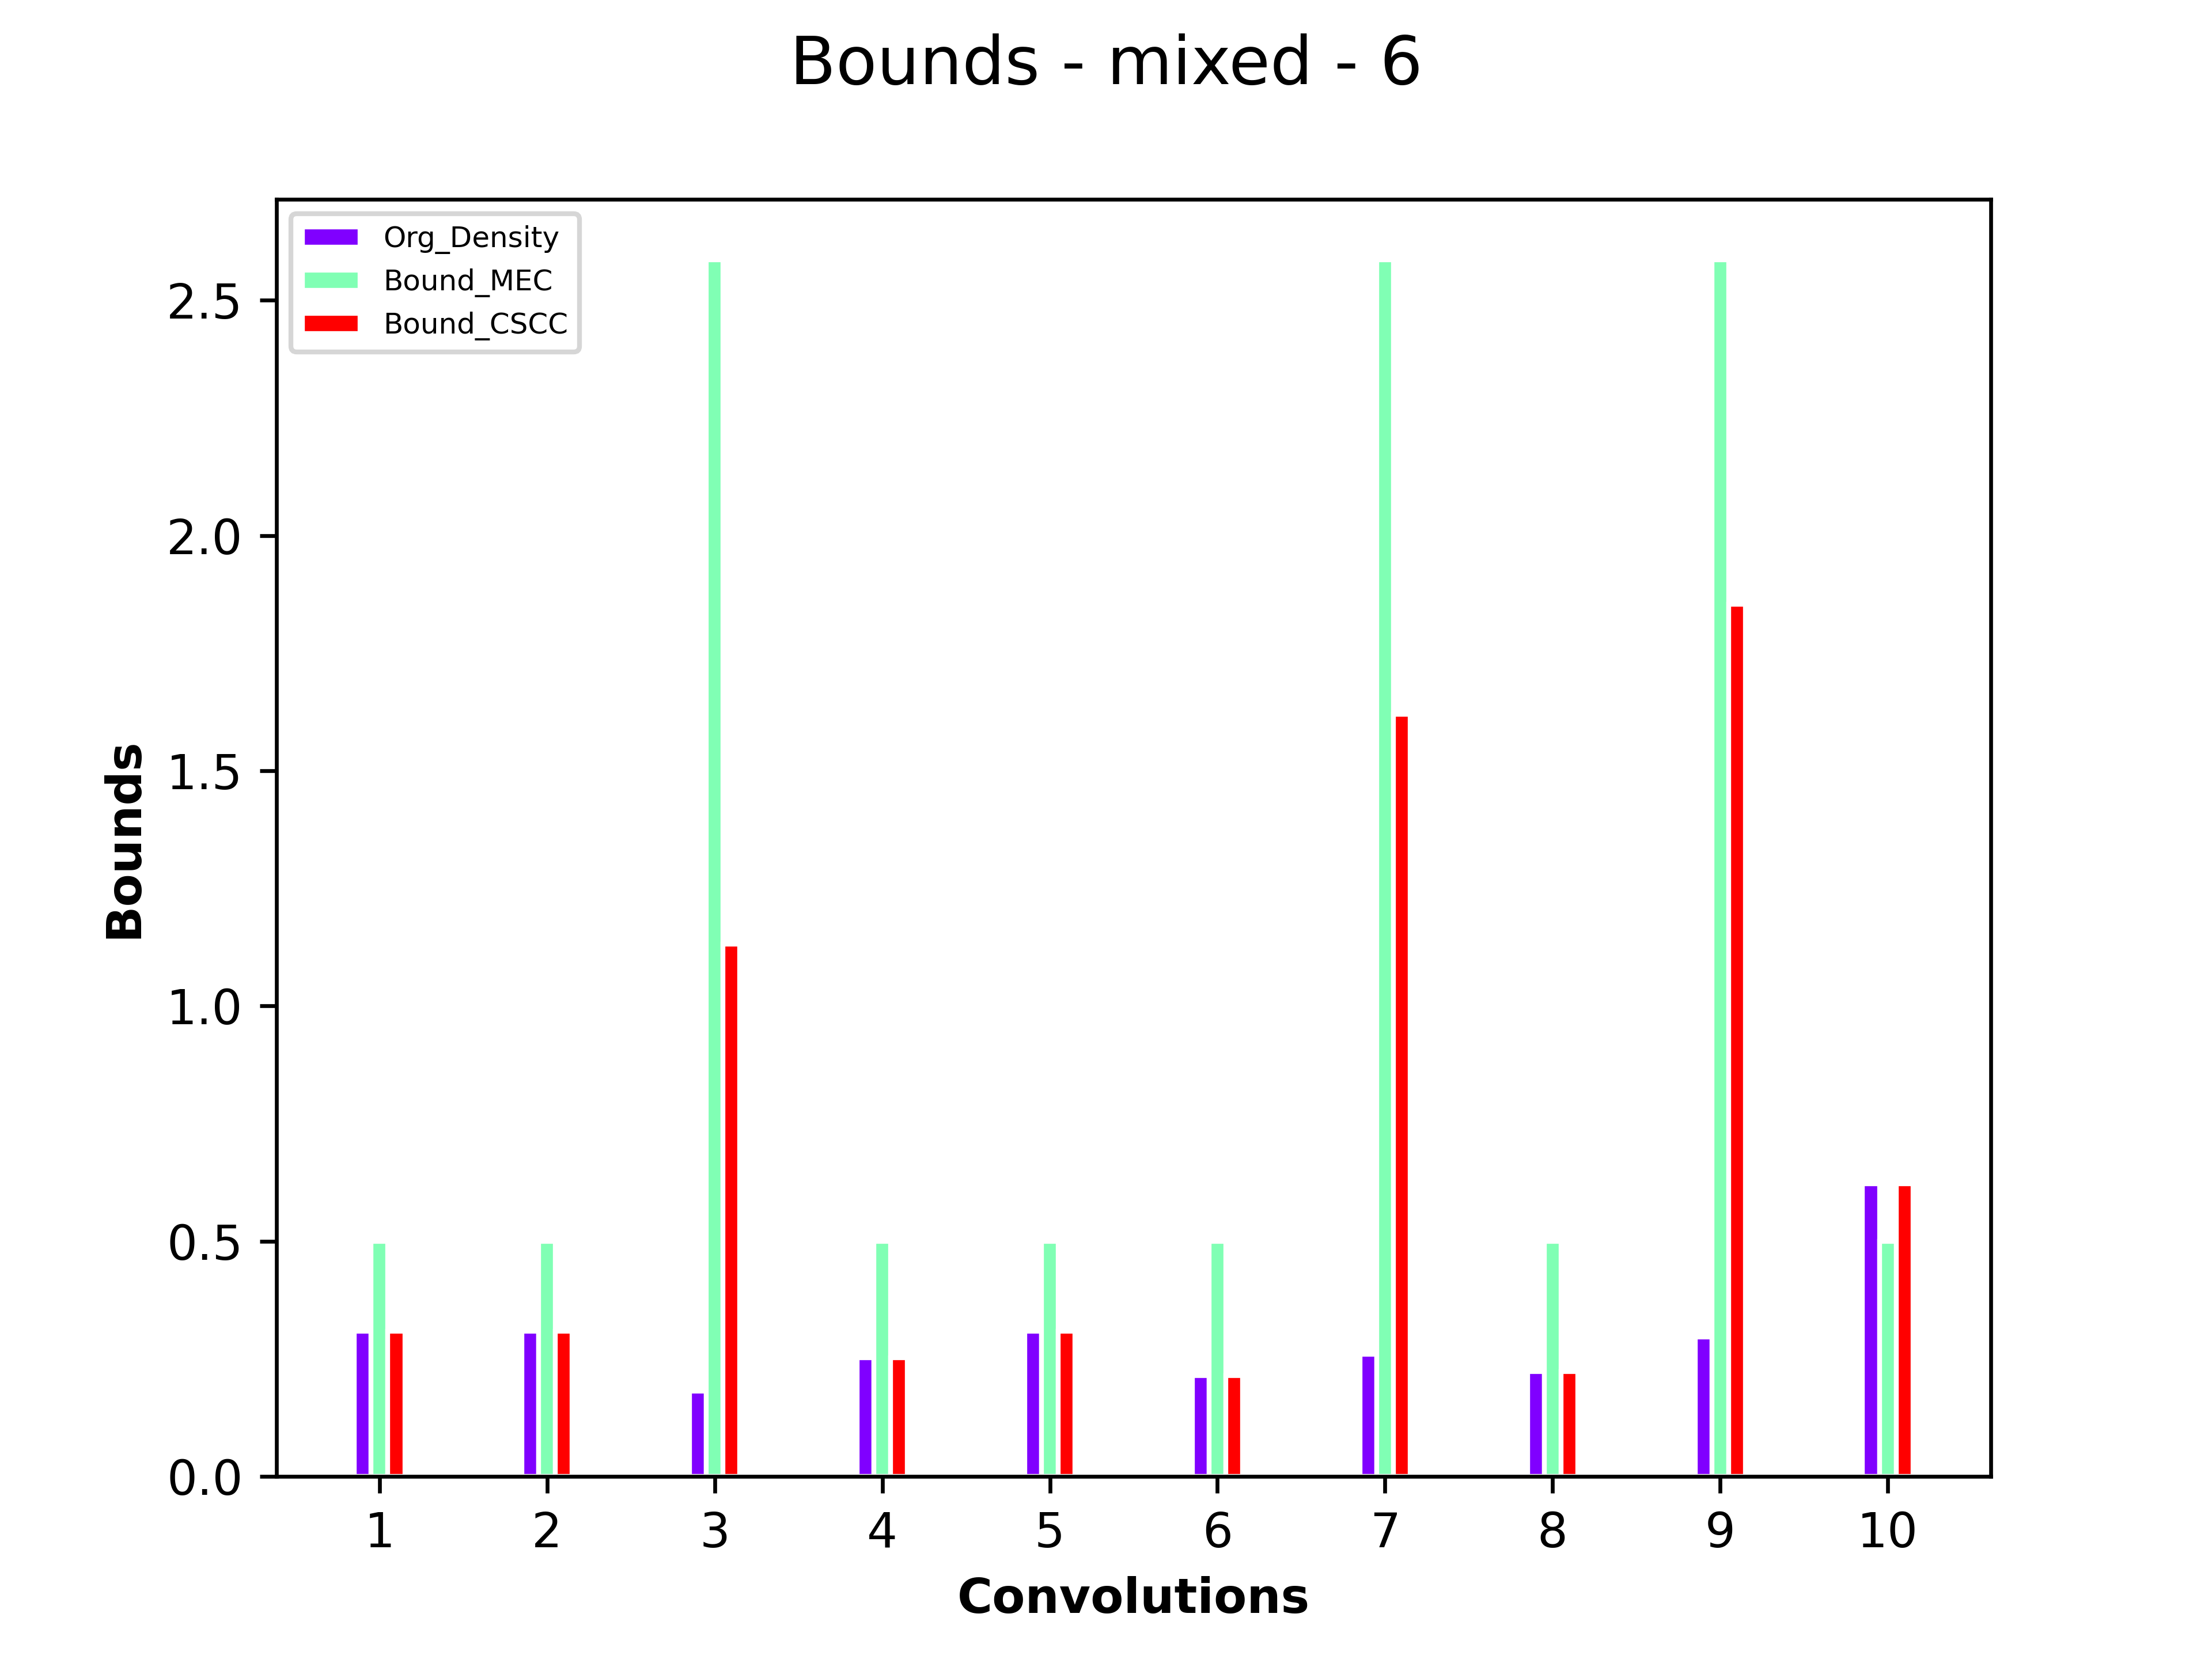 Bounds - mixed - 6
Org_Density
Bound_MEC
Bound_CSCC
2.5
2.0
1.5
1.0
0.5
0.0
Bounds
1 2 3 4 5 6 7 8 9 10
Convolutions